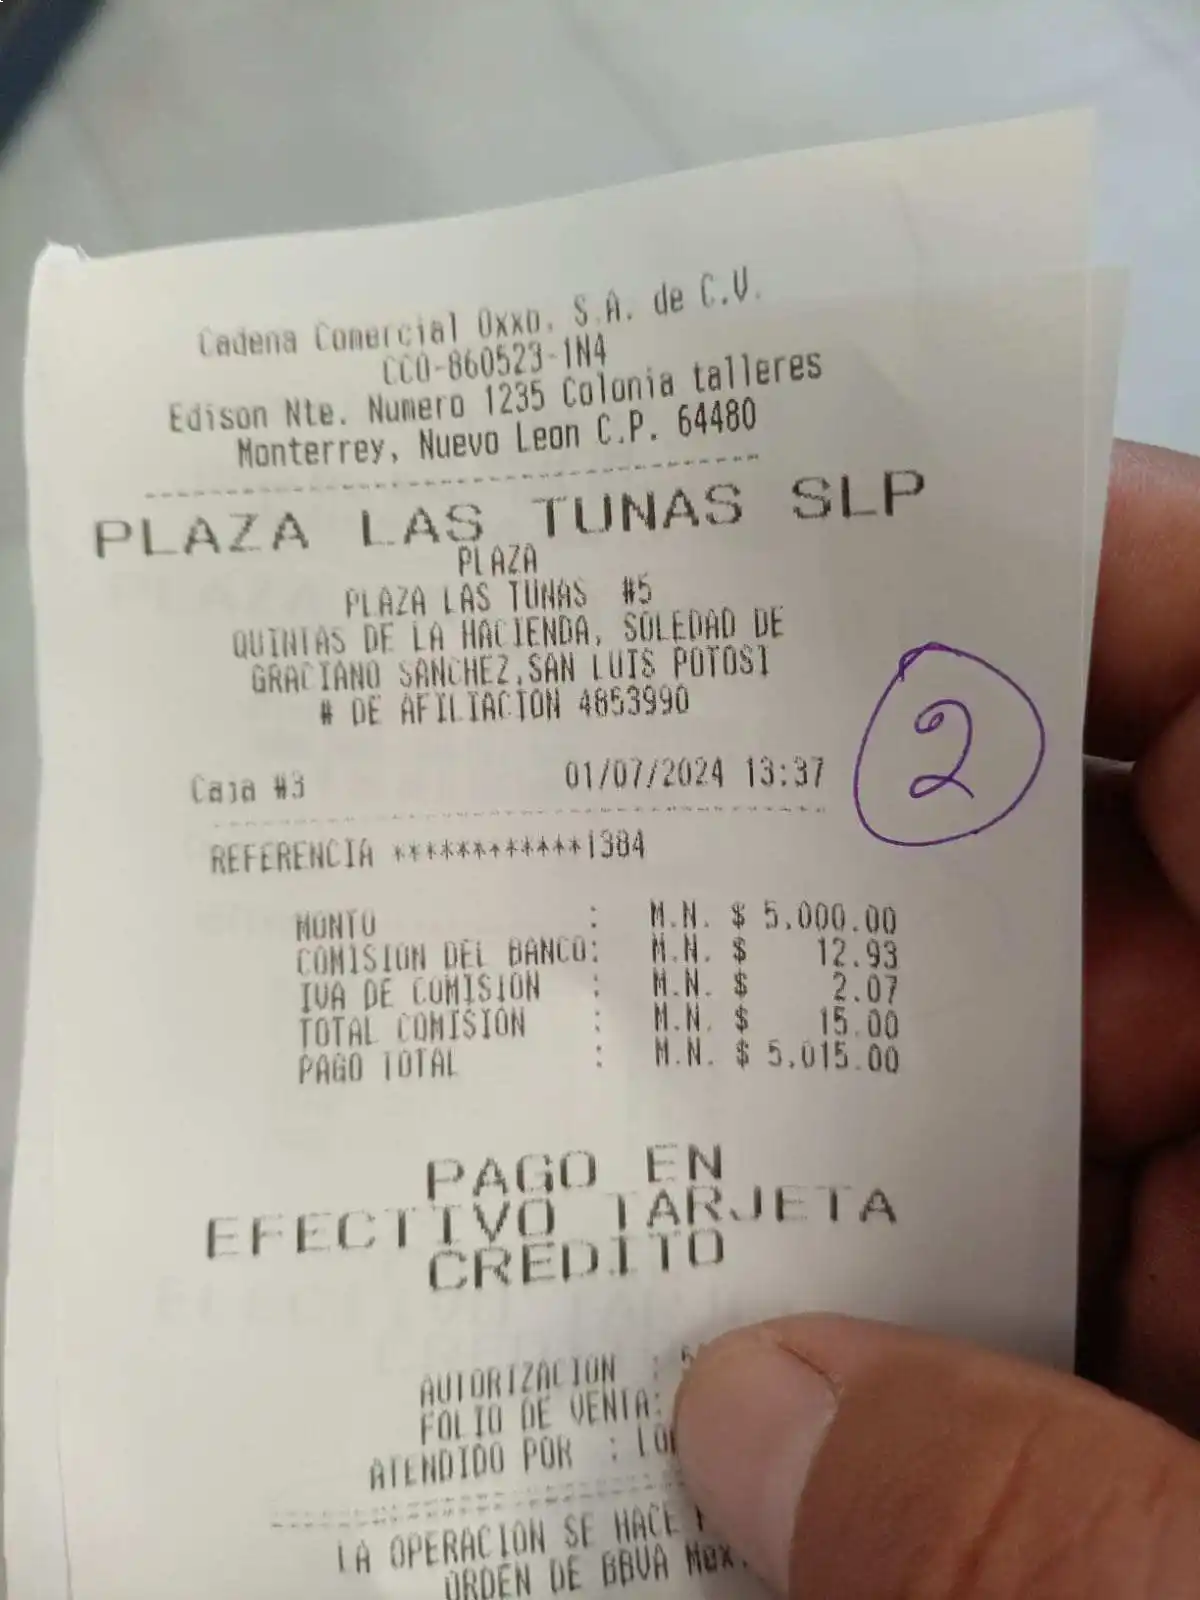 Cadena Comercial Oxxo, S.A. de C.V.
CCO-860523-1N4
Edison Nte. Numero 1235 Colonia talleres
Monterrey, Nuevo Leon C.P. 64480
PLAZA LAS TUNAS SLP
PLAZA
PLAZA LAS TUNAS #5
QUINTAS DE LA HACIENDA, SOLEDAD DE
GRACIANO SANCHEZ,SAN LUIS POTOSI
# DE AFILIACION 4853990
2
Caja #3 01/07/2024 13:37
REFERENCIA ************1384
MONTO : M.N. $ 5,000.00
COMISION DEL BANCO: M.N. $ 12.93
IVA DE COMISION : M.N. $ 2.07
TOTAL COMISION : M.N. $ 15.00
PAGO TOTAL : M.N. $ 5,015.00
PAGO EN
EFECTIVO TARJETA
CREDITO
AUTORIZACION :
FOLIO DE VENTA:
ATENDIDO POR :
LA OPERACION SE HACE
ORDEN DE BBVA Mex.